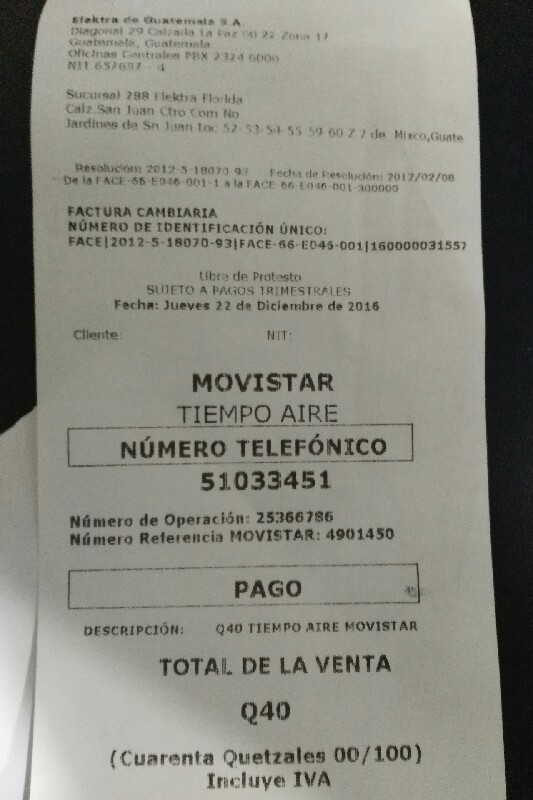 Elektra de Guatemala S.A.
Diagonal 29 Calzada La Paz 00 22 Zona 17
Guatemala, Guatemala
Oficinas Centrales PBX 2324 6000
NIT 657697 - 4
Sucursal 288 Elektra Florida
Calz.San Juan Ctro Com No
Jardines de Sn Juan Loc 52-53-54-55-59-60 Z 7 de Mixco,Guate
Resolución: 2012-5-18070-93 Fecha de Resolución: 2012/02/08
De la FACE-66-E046-001-1 a la FACE-66-E046-001-300000
FACTURA CAMBIARIA
NÚMERO DE IDENTIFICACIÓN ÚNICO:
FACE|2012-5-18070-93|FACE-66-E046-001|160000031557
Libre de Protesto
SUJETO A PAGOS TRIMESTRALES
Fecha: Jueves 22 de Diciembre de 2016
Cliente: NIT:
MOVISTAR
TIEMPO AIRE
NÚMERO TELEFÓNICO
51033451
Número de Operación: 25366786
Número Referencia MOVISTAR: 4901450
PAGO
DESCRIPCIÓN: Q40 TIEMPO AIRE MOVISTAR
TOTAL DE LA VENTA
Q40
(Cuarenta Quetzales 00/100)
Incluye IVA